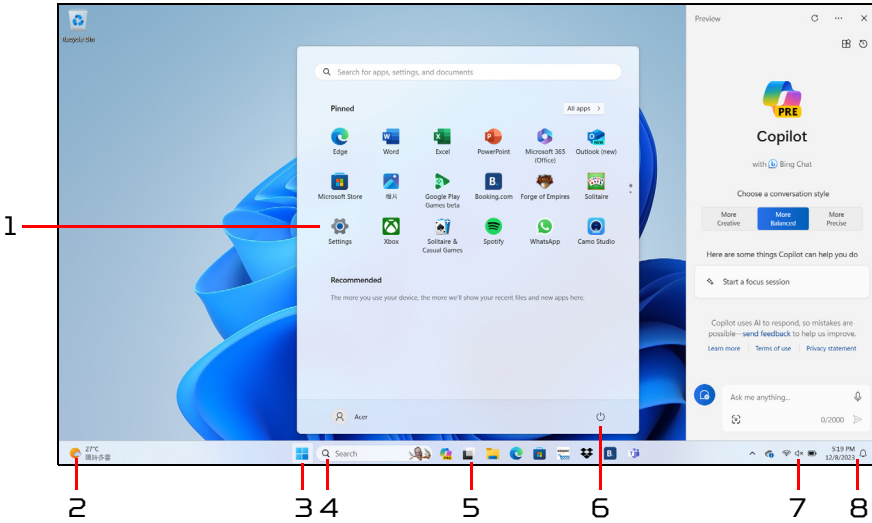 Recycle Bin
Search for apps, settings, and documents
Pinned
All apps >
Edge
Word
Excel
PowerPoint
Microsoft 365
(Office)
Outlook (new)
Microsoft Store
相片
Google Play
Games beta
Booking.com
Forge of Empires
Solitaire
Settings
Xbox
Solitaire &
Casual Games
Spotify
WhatsApp
Camo Studio
Recommended
The more you use your device, the more we'll show your recent files and new apps here.
Acer
Preview
PRE
Copilot
with Bing Chat
Choose a conversation style
More
Creative
More
Balanced
More
Precise
Here are some things Copilot can help you do
Start a focus session
Copilot uses AI to respond, so mistakes are
possible—send feedback to help us improve.
Learn more
Terms of use
Privacy statement
Ask me anything...
0/2000
27°C
晴時多雲
Search
B.
5:19 PM
12/8/2023
1
2
3
4
5
6
7
8